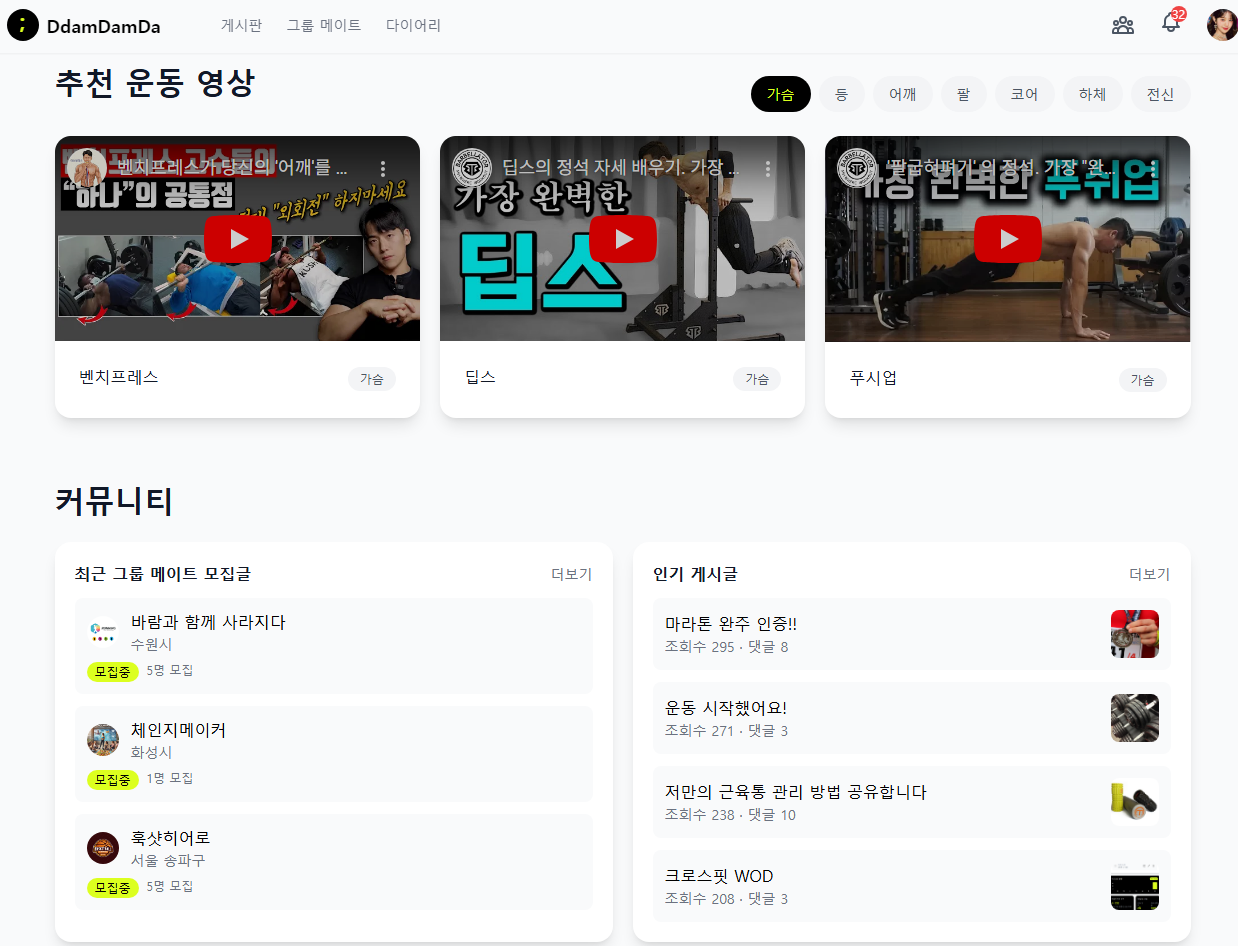 DdamDamDa
게시판 그룹 메이트 다이어리
32
추천 운동 영상
가슴 등 어깨 팔 코어 하체 전신
벤치프레스가 당신의 '어깨'를 ...
"하나"의 공통점
"외회전" 하지마세요
딥스의 정석 자세 배우기. 가장 ...
가장 완벽한
딥스
'팔굽혀펴기' 의 정석. 가장 "완...
가장 완벽한 푸쉬업
벤치프레스 가슴
딥스 가슴
푸시업 가슴
커뮤니티
최근 그룹 메이트 모집글 더보기
바람과 함께 사라지다
수원시
모집중 5명 모집
체인지메이커
화성시
모집중 1명 모집
훅샷히어로
서울 송파구
모집중 5명 모집
인기 게시글 더보기
마라톤 완주 인증!!
조회수 295 · 댓글 8
운동 시작했어요!
조회수 271 · 댓글 3
저만의 근육통 관리 방법 공유합니다
조회수 238 · 댓글 10
크로스핏 WOD
조회수 208 · 댓글 3